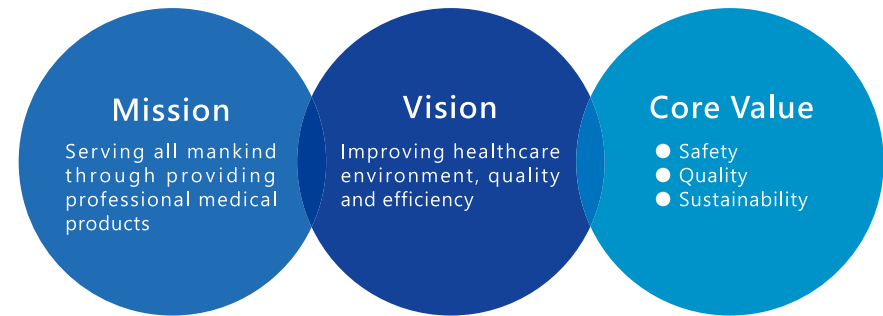 Mission
Serving all mankind
through providing
professional medical
products
Vision
Improving healthcare
environment, quality
and efficiency
Core Value
● Safety
● Quality
● Sustainability